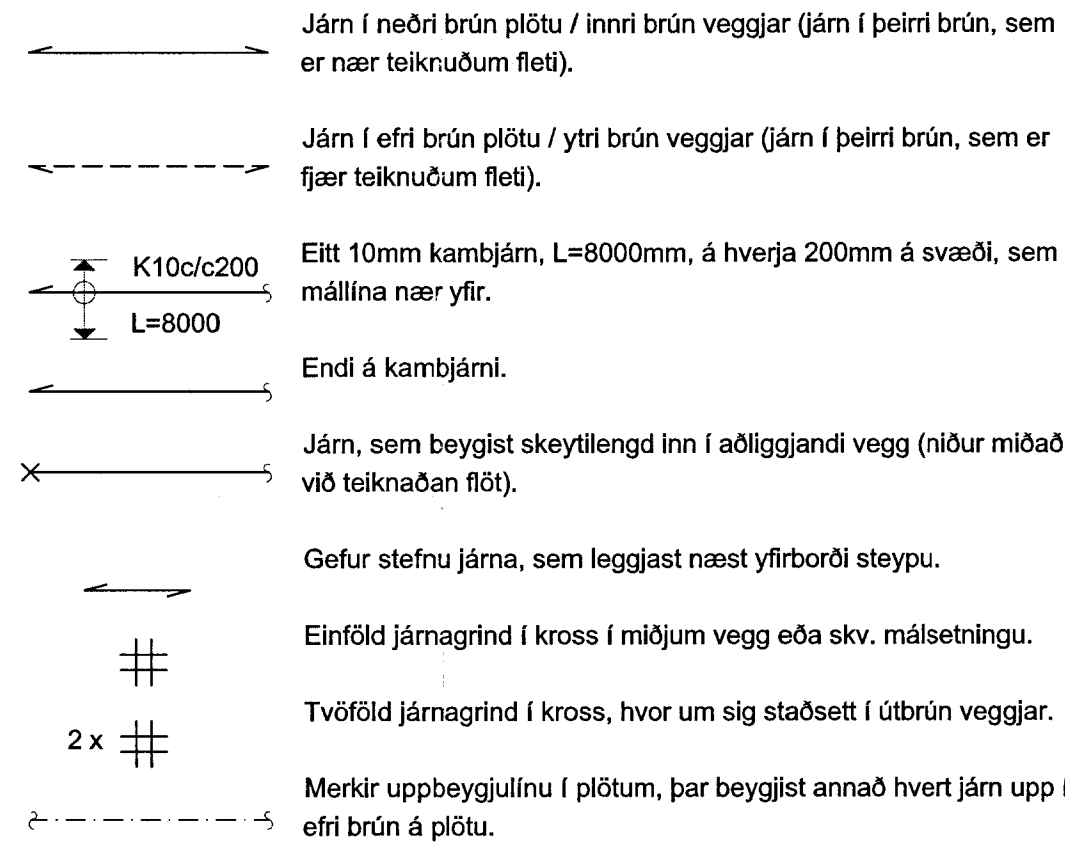 Járn í neðri brún plötu / innri brún veggjar (járn í þeirri brún, sem
er nær teiknuðum fleti).
Járn í efri brún plötu / ytri brún veggjar (járn í þeirri brún, sem er
fjær teiknuðum fleti).
K10c/c200
L=8000
Eitt 10mm kambjárn, L=8000mm, á hverja 200mm á svæði, sem
mállína nær yfir.
Endi á kambjárni.
Járn, sem beygist skeytilengd inn í aðliggjandi vegg (niður miðað
við teiknaðan flöt).
Gefur stefnu járna, sem leggjast næst yfirborði steypu.
Einföld járnagrind í kross í miðjum vegg eða skv. málsetningu.
2 x
Tvöföld járnagrind í kross, hvor um sig staðsett í útbrún veggjar.
Merkir uppbeygjulínu í plötum, þar beygjist annað hvert járn upp í
efri brún á plötu.